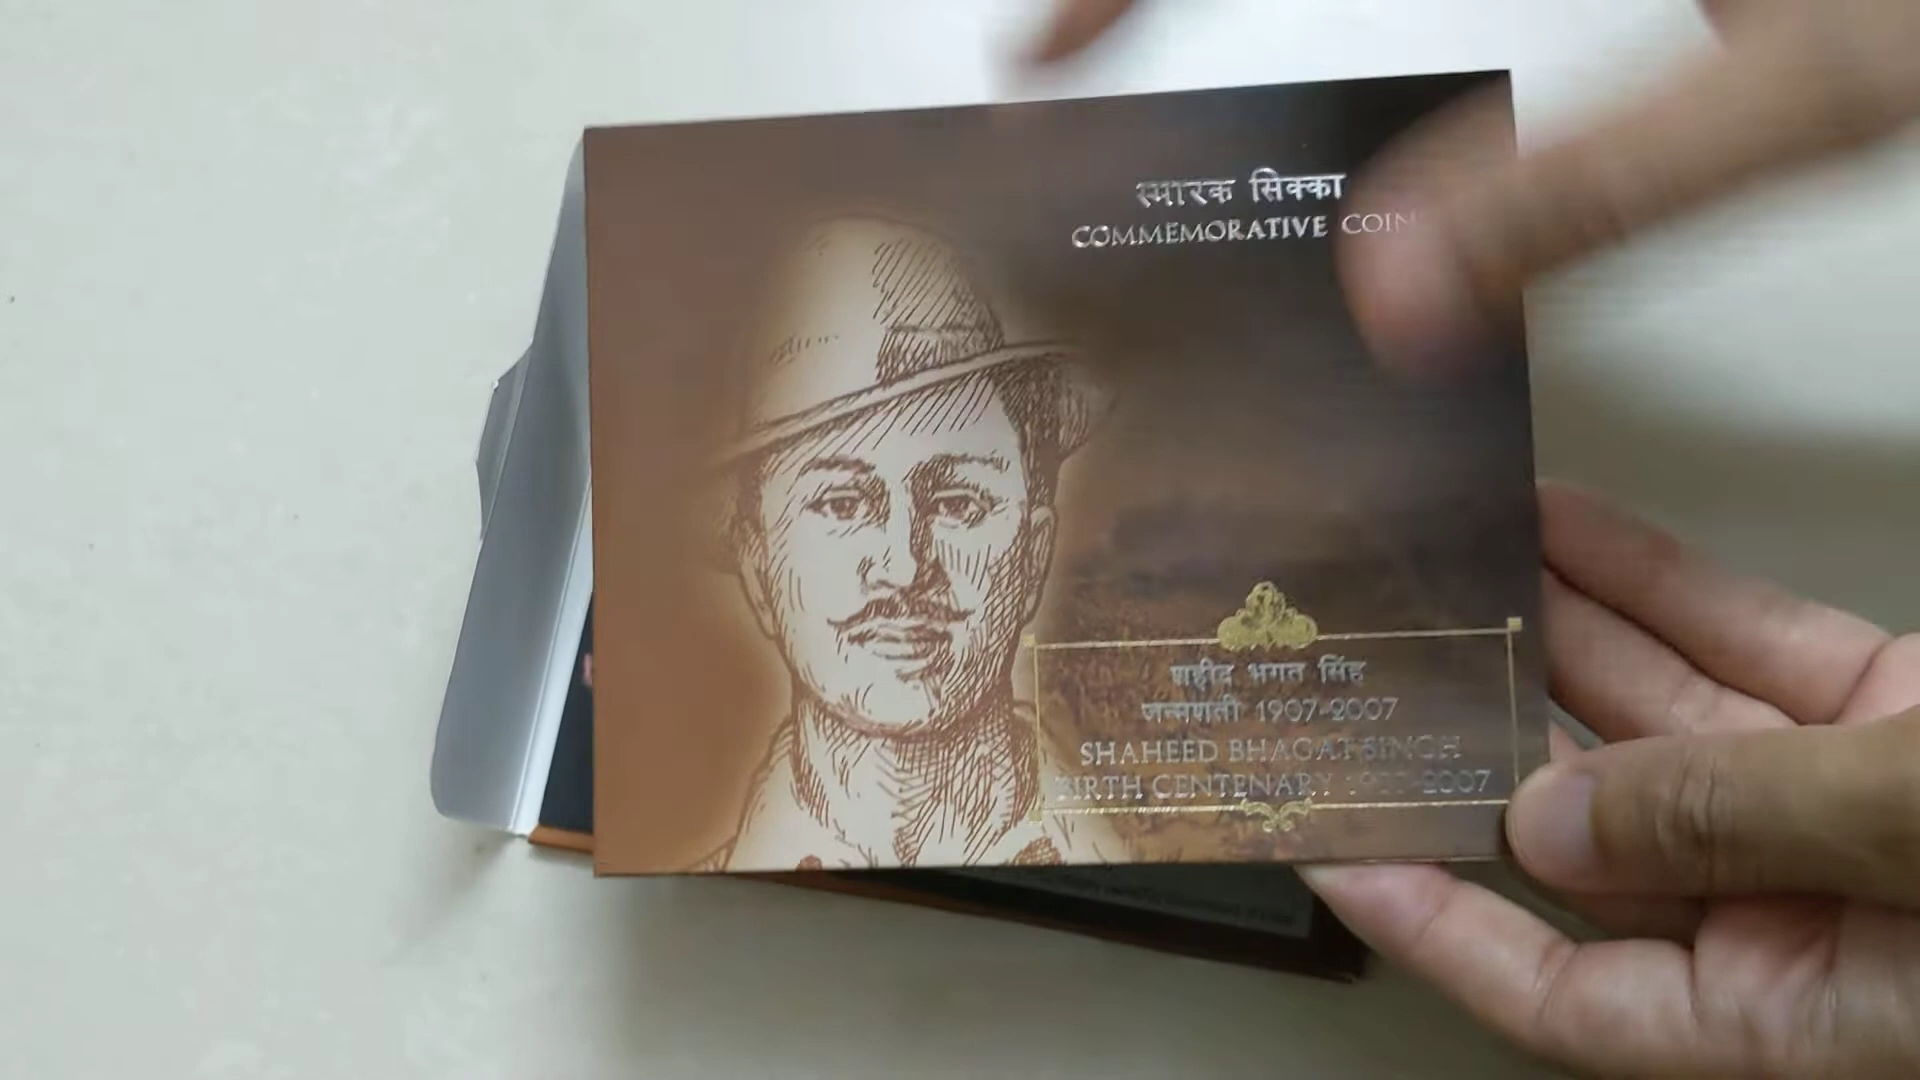 स्मारक सिक्का
COMMEMORATIVE COIN
शहीद भगत सिंह
जन्मशती 1907-2007
SHAHEED BHAGAT SINGH
BIRTH CENTENARY 1907-2007